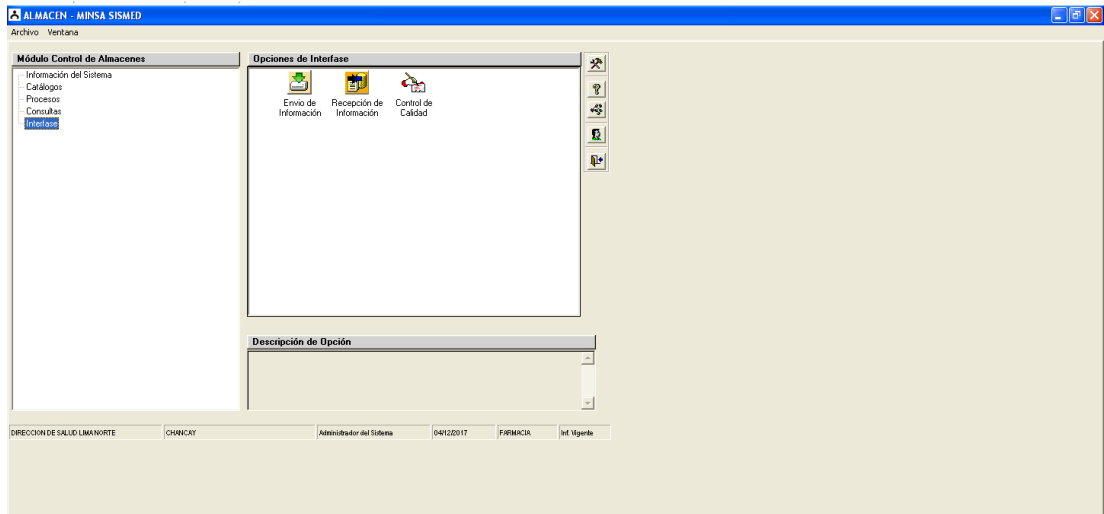 ALMACEN - MINSA SISMED
Archivo Ventana
Módulo Control de Almacenes
Información del Sistema
Catálogos
Procesos
Consultas
Interfase
Opciones de Interfase
Envio de
Información
Recepción de
Información
Control de
Calidad
Descripción de Opción
DIRECCION DE SALUD LIMA NORTE CHANCAY Administrador del Sistema 04/12/2017 FARMACIA Inf. Vigente